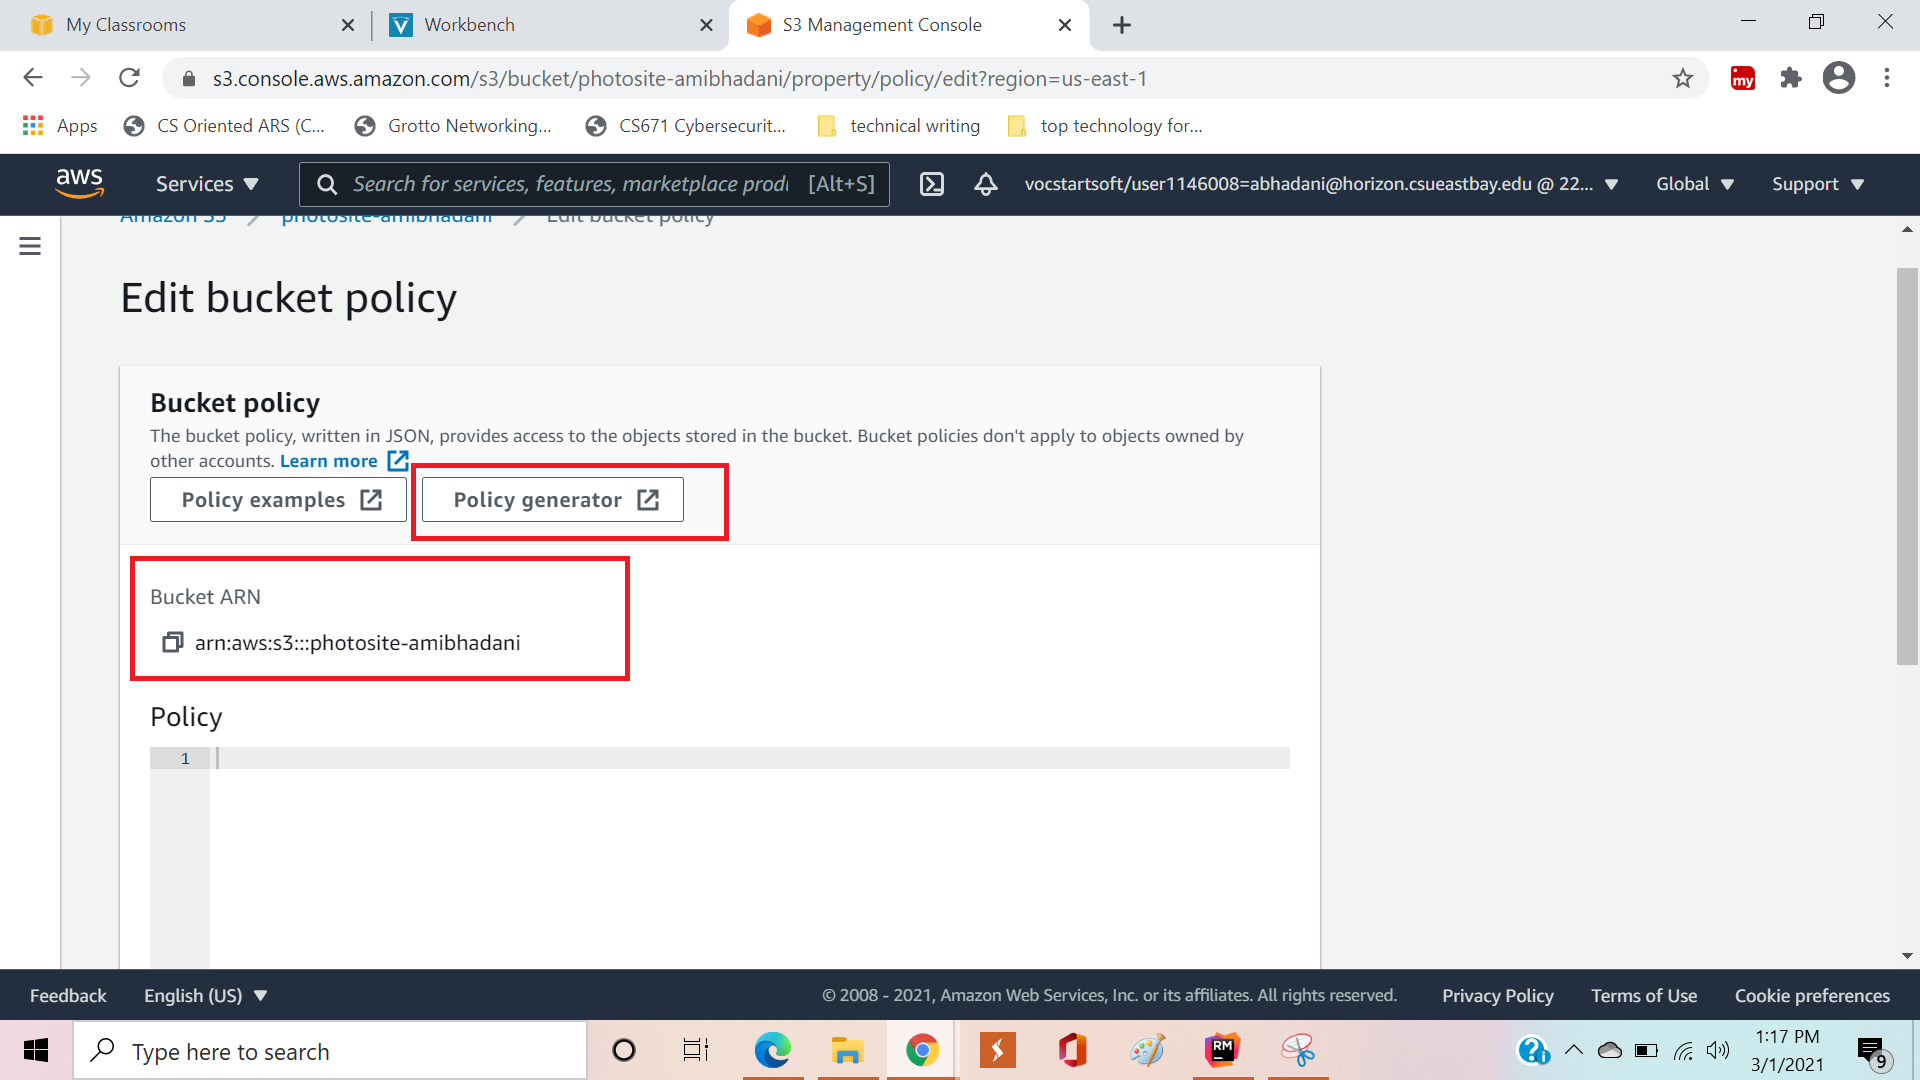 My Classrooms
Workbench
S3 Management Console
s3.console.aws.amazon.com/s3/bucket/photosite-amibhadani/property/policy/edit?region=us-east-1
my
Apps
CS Oriented ARS (C...
Grotto Networking...
CS671 Cybersecurit...
technical writing
top technology for...
aws
Services
Search for services, features, marketplace prod
[Alt+S]
vocstartsoft/user1146008=abhadani@horizon.csueastbay.edu @ 22...
Global
Support
Amazon S3
photosite-amibhadani
Edit bucket policy
Edit bucket policy
Bucket policy
The bucket policy, written in JSON, provides access to the objects stored in the bucket. Bucket policies don't apply to objects owned by
other accounts. Learn more
Policy examples
Policy generator
Bucket ARN
arn:aws:s3:::photosite-amibhadani
Policy
1
Feedback
English (US)
© 2008 - 2021, Amazon Web Services, Inc. or its affiliates. All rights reserved.
Privacy Policy
Terms of Use
Cookie preferences
Type here to search
RM
1:17 PM
3/1/2021
9